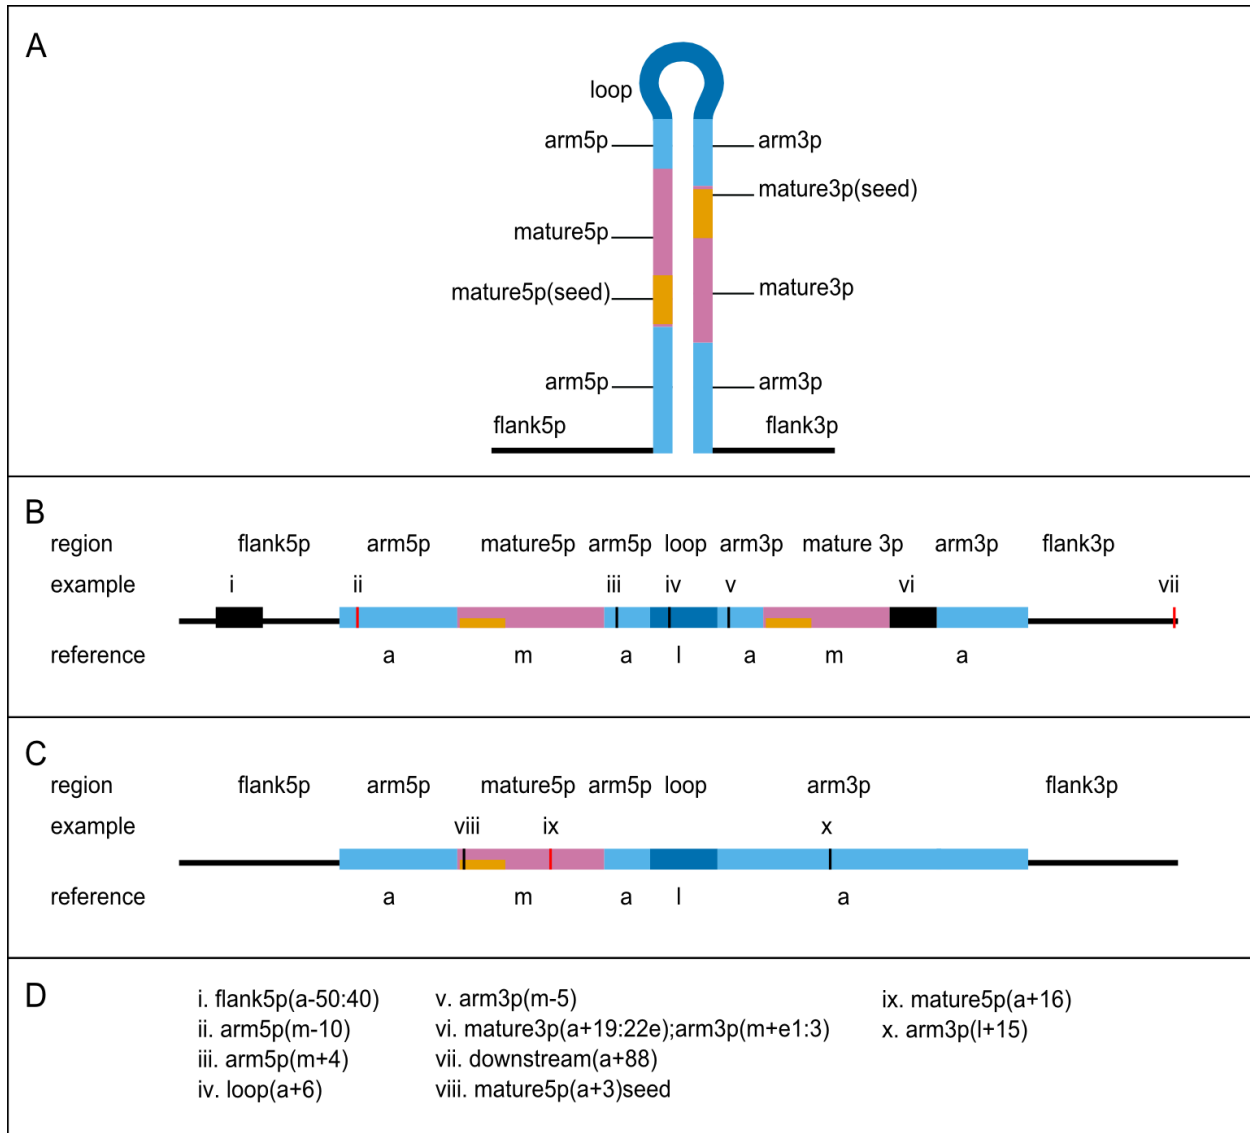 A
loop
arm5p arm3p
mature3p(seed)
mature5p
mature5p(seed) mature3p
arm5p arm3p
flank5p flank3p
B
region flank5p arm5p mature5p arm5p loop arm3p mature 3p arm3p flank3p
example i ii iii iv v vi vii
reference a m a l a m a
C
region flank5p arm5p mature5p arm5p loop arm3p flank3p
example viii ix x
reference a m a l a
D
i. flank5p(a-50:40) v. arm3p(m-5) ix. mature5p(a+16)
ii. arm5p(m-10) vi. mature3p(a+19:22e);arm3p(m+e1:3) x. arm3p(l+15)
iii. arm5p(m+4) vii. downstream(a+88)
iv. loop(a+6) viii. mature5p(a+3)seed